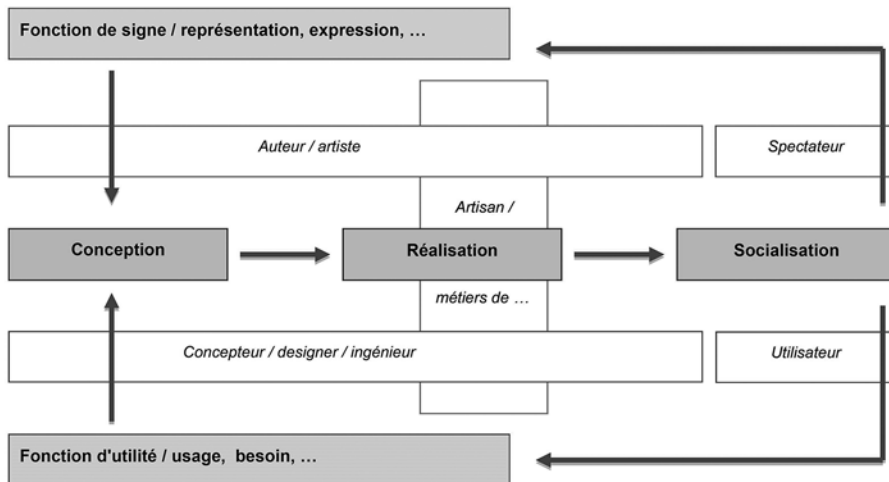 Fonction de signe / représentation, expression, …
Auteur / artiste
Spectateur
Artisan /
Conception
Réalisation
Socialisation
métiers de …
Concepteur / designer / ingénieur
Utilisateur
Fonction d'utilité / usage, besoin, …